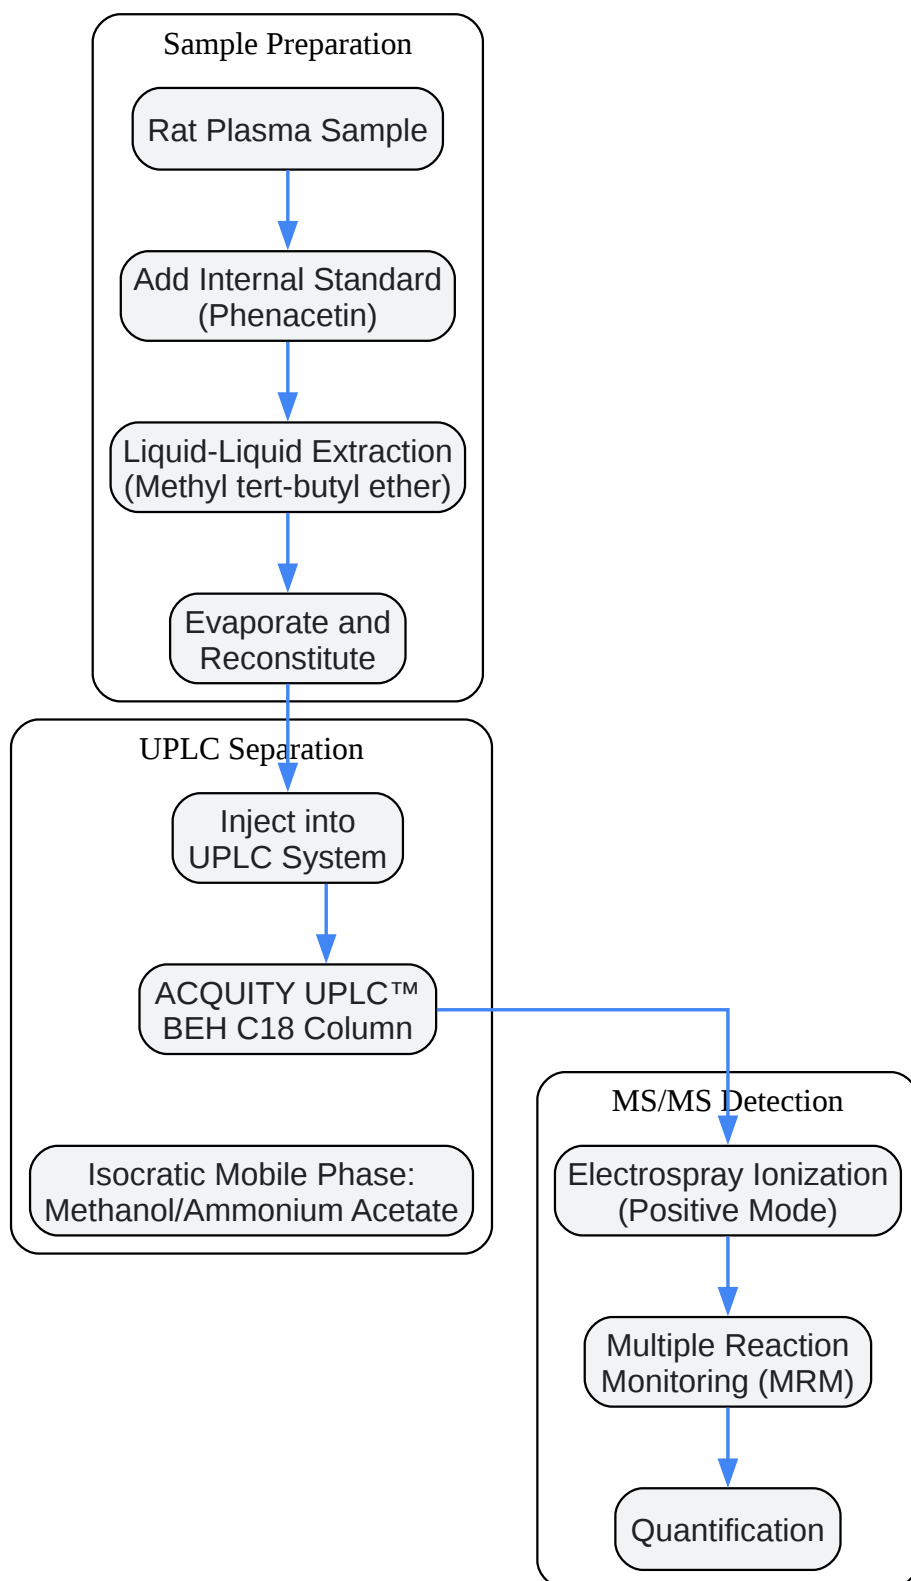 Sample Preparation
Rat Plasma Sample
Add Internal Standard
(Phenacetin)
Liquid-Liquid Extraction
(Methyl tert-butyl ether)
Evaporate and
Reconstitute
UPLC Separation
Inject into
UPLC System
ACQUITY UPLC™
BEH C18 Column
Isocratic Mobile Phase:
Methanol/Ammonium Acetate
MS/MS Detection
Electrospray Ionization
(Positive Mode)
Multiple Reaction
Monitoring (MRM)
Quantification